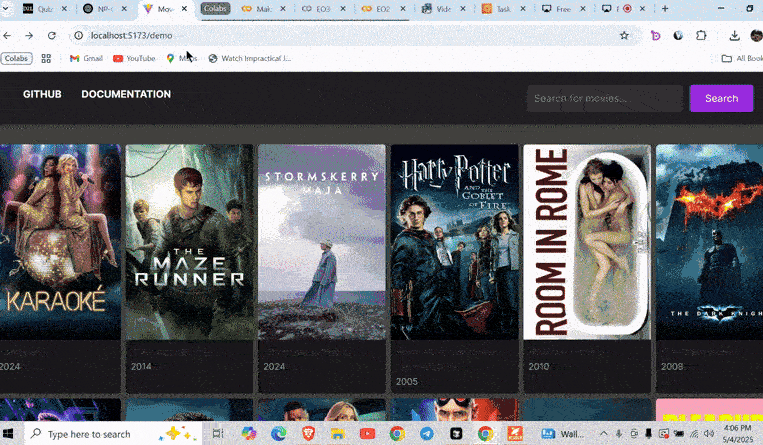 Quiz
NP-
Mov
Colabs
Mak
EO3
EO2
Vid
Task
Free
localhost:5173/demo
Colabs
Gmail
YouTube
Maps
Watch Impractical J...
All Book
GITHUB
DOCUMENTATION
Search for movies...
Search
KARAOKÉ
THE
MAZE
RUNNER
STORMSKERRY
MAJA
Harry Potter
AND THE
GOBLET
OF FIRE
ROOM IN ROME
THE DARK KNIGHT
2024
2014
2024
2005
2010
2008
Type here to search
Wall...
4:06 PM
5/4/2025